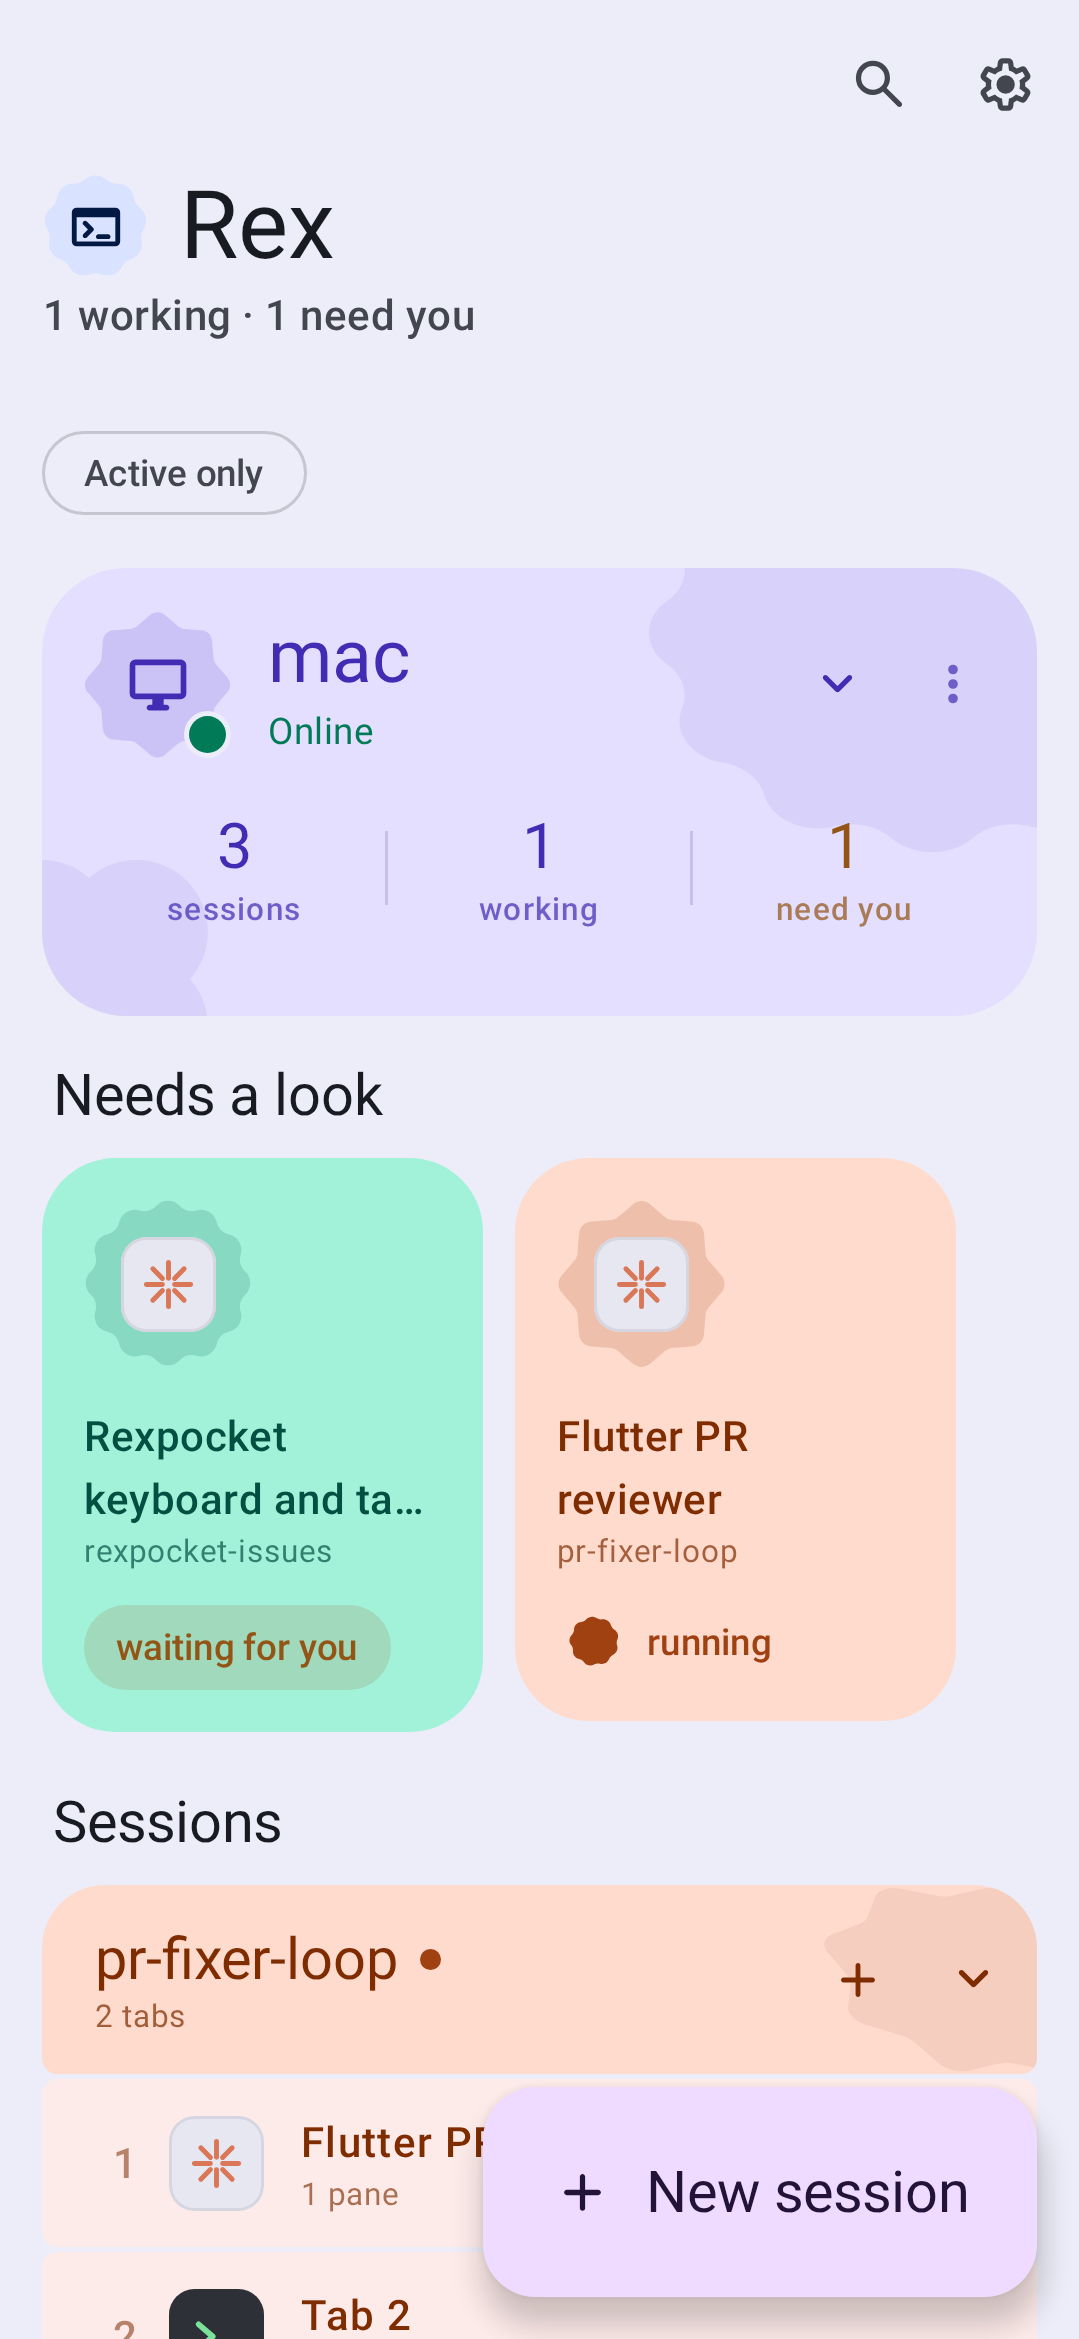 Rex
1 working · 1 need you
Active only
mac
Online
3
sessions
1
working
1
need you
Needs a look
Rexpocket
keyboard and ta...
rexpocket-issues
waiting for you
Flutter PR
reviewer
pr-fixer-loop
running
Sessions
pr-fixer-loop
2 tabs
1
Flutter PR
1 pane
New session
2
Tab 2